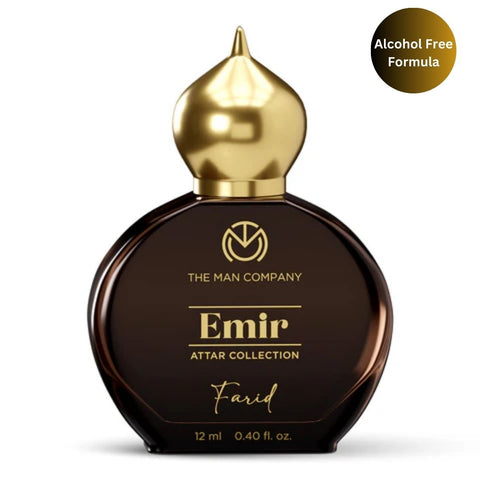 Alcohol Free
Formula
THE MAN COMPANY
Emir
ATTAR COLLECTION
Farid
12 ml 0.40 fl. oz.